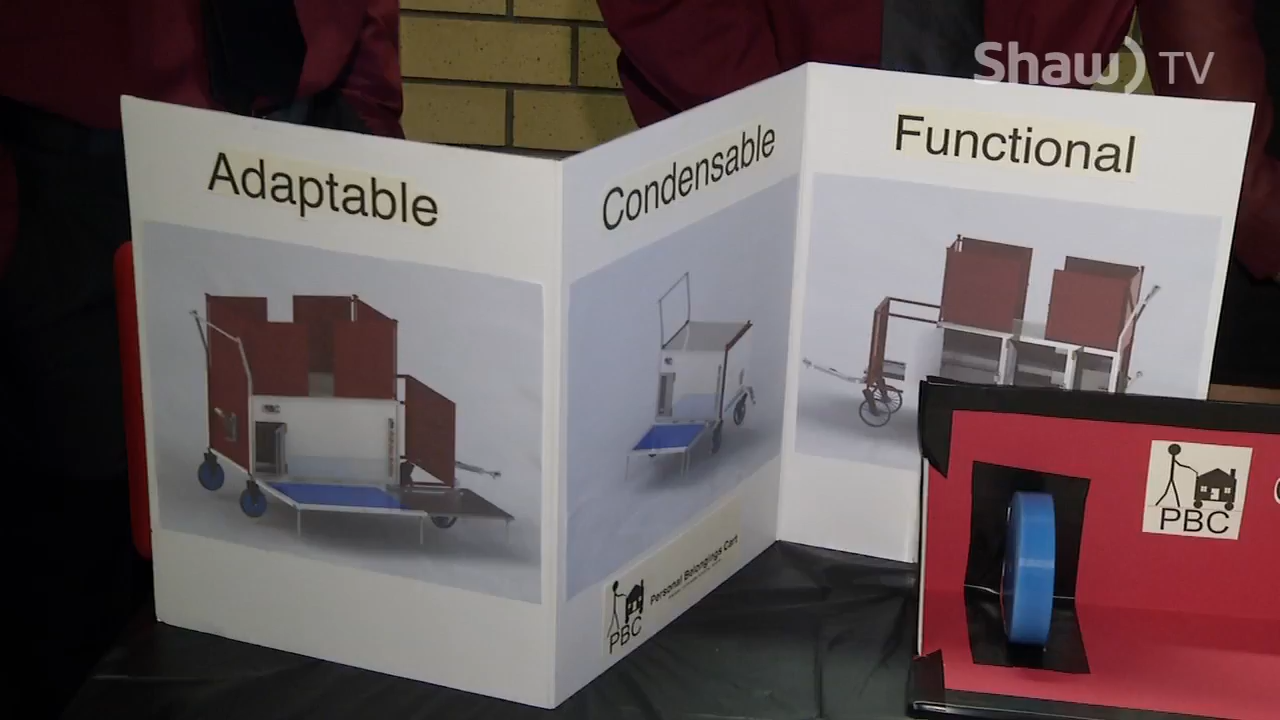 Shaw) TV
Adaptable
Condensable
Functional
PBC
PBC
Personal Belongings Cart
PBC